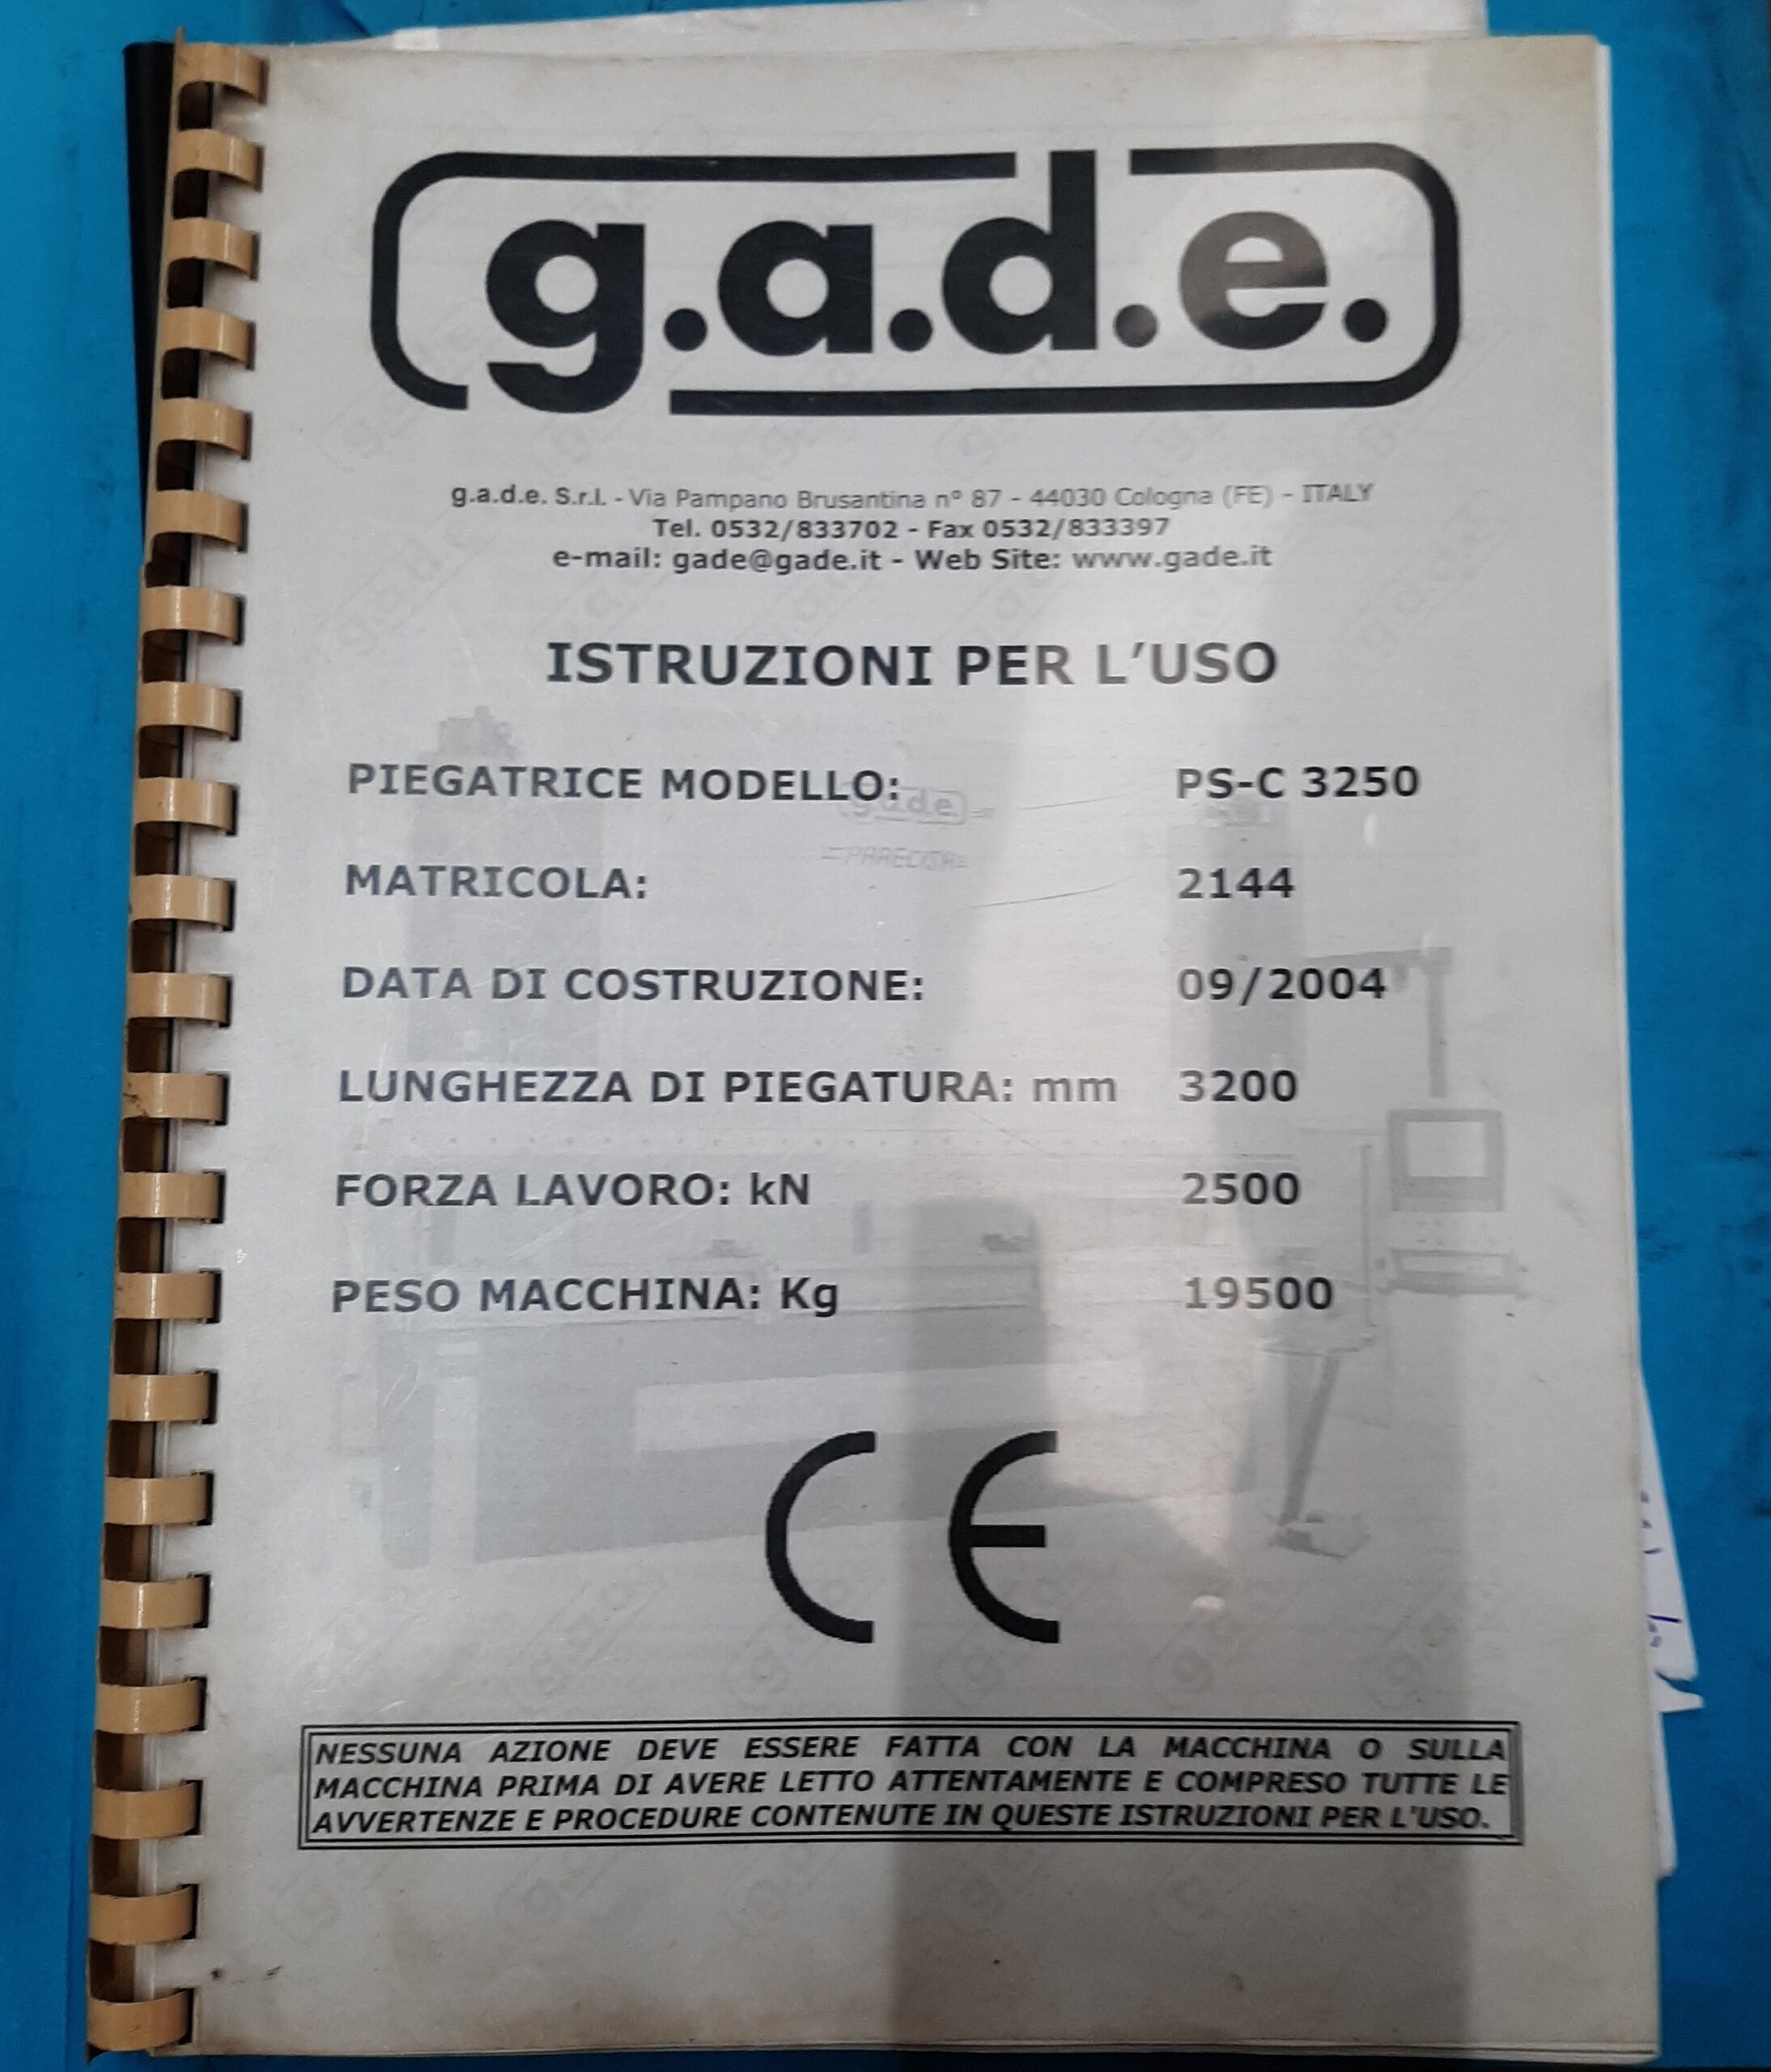 g.a.d.e.
g.a.d.e. S.r.l. - Via Pampano Brusantina n° 87 - 44030 Cologna (FE) - ITALY
Tel. 0532/833702 - Fax 0532/833397
e-mail: gade@gade.it - Web Site: www.gade.it
ISTRUZIONI PER L'USO
PIEGATRICE MODELLO: PS-C 3250
g.a.d.e.
MATRICOLA: 2144
DATA DI COSTRUZIONE: 09/2004
LUNGHEZZA DI PIEGATURA: mm 3200
FORZA LAVORO: kN 2500
PESO MACCHINA: Kg 19500
CE
NESSUNA AZIONE DEVE ESSERE FATTA CON LA MACCHINA O SULLA
MACCHINA PRIMA DI AVERE LETTO ATTENTAMENTE E COMPRESO TUTTE LE
AVVERTENZE E PROCEDURE CONTENUTE IN QUESTE ISTRUZIONI PER L'USO.